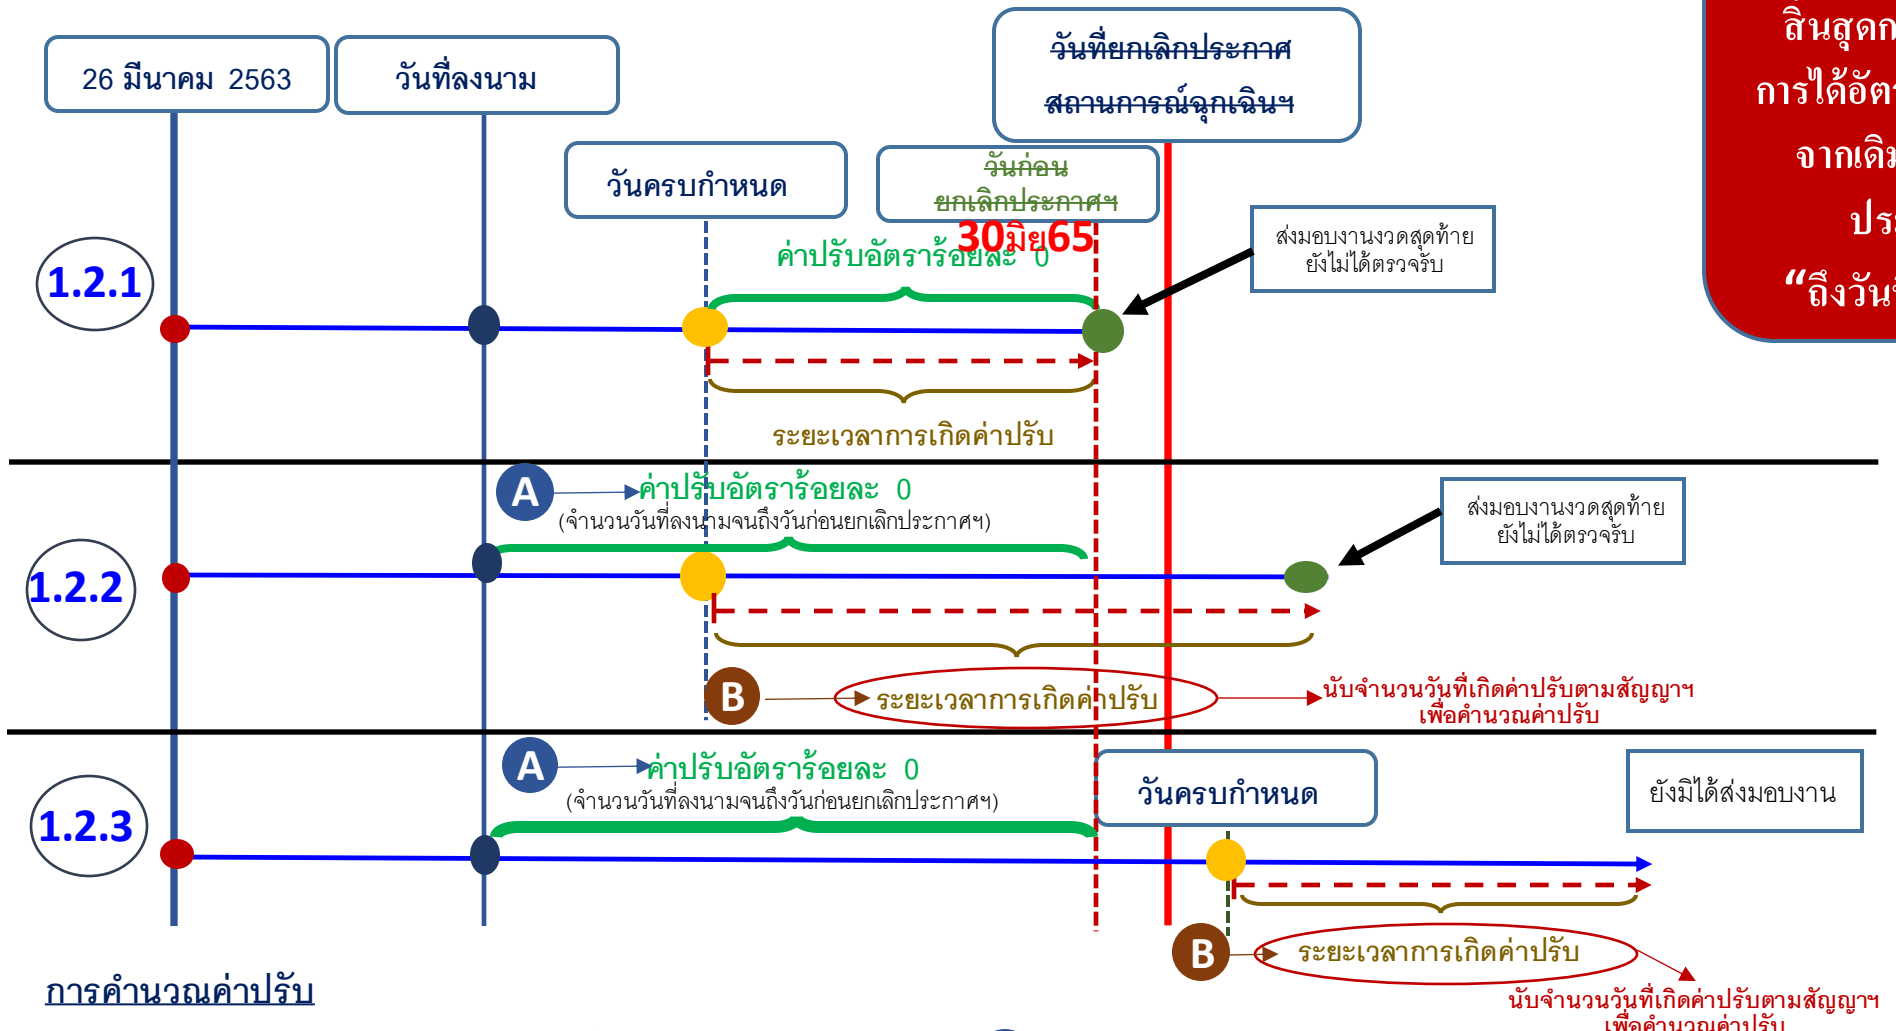 26 มีนาคม 2563
วันที่ลงนาม
วันที่ยกเลิกประกาศ
สถานการณ์ฉุกเฉินฯ
สิ้นสุดก
การได้อัตร
จากเดิม
ประ
“ถึงวันที
วันครบกำหนด
วันก่อน
ยกเลิกประกาศฯ
30มิย65
ค่าปรับอัตราร้อยละ 0
ส่งมอบงานงวดสุดท้าย
ยังไม่ได้ตรวจรับ
1.2.1
ระยะเวลาการเกิดค่าปรับ
A
ค่าปรับอัตราร้อยละ 0
(จำนวนวันที่ลงนามจนถึงวันก่อนยกเลิกประกาศฯ)
ส่งมอบงานงวดสุดท้าย
ยังไม่ได้ตรวจรับ
1.2.2
B
ระยะเวลาการเกิดค่าปรับ
นับจำนวนวันที่เกิดค่าปรับตามสัญญาฯ
เพื่อคำนวณค่าปรับ
A
ค่าปรับอัตราร้อยละ 0
(จำนวนวันที่ลงนามจนถึงวันก่อนยกเลิกประกาศฯ)
วันครบกำหนด
ยังมิได้ส่งมอบงาน
1.2.3
B
ระยะเวลาการเกิดค่าปรับ
การคำนวณค่าปรับ
นับจำนวนวันที่เกิดค่าปรับตามสัญญาฯ
เพื่อคำนวณค่าปรับ